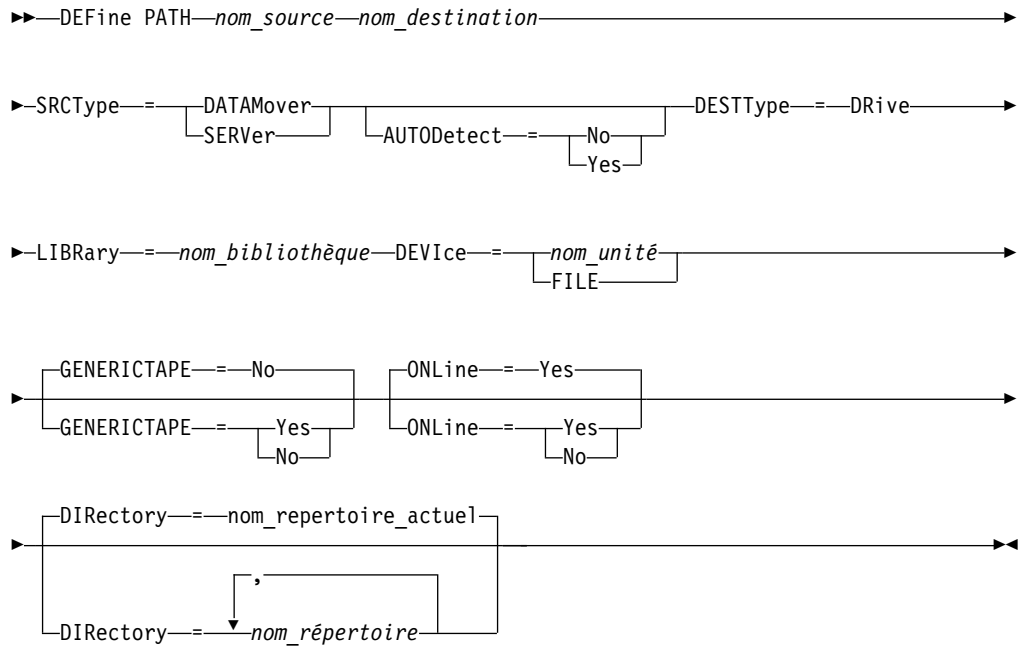 DEFine PATH nom_source nom_destination
SRCType = DATAMover DESTType = DRive
SERVer AUTODetect = No
Yes
LIBRary = nom_bibliothèque DEVIce = nom_unité
FILE
GENERICTAPE = No ONLine = Yes
GENERICTAPE = Yes ONLine = Yes
No No
DIRectory = nom_repertoire_actuel
,
DIRectory = nom_répertoire